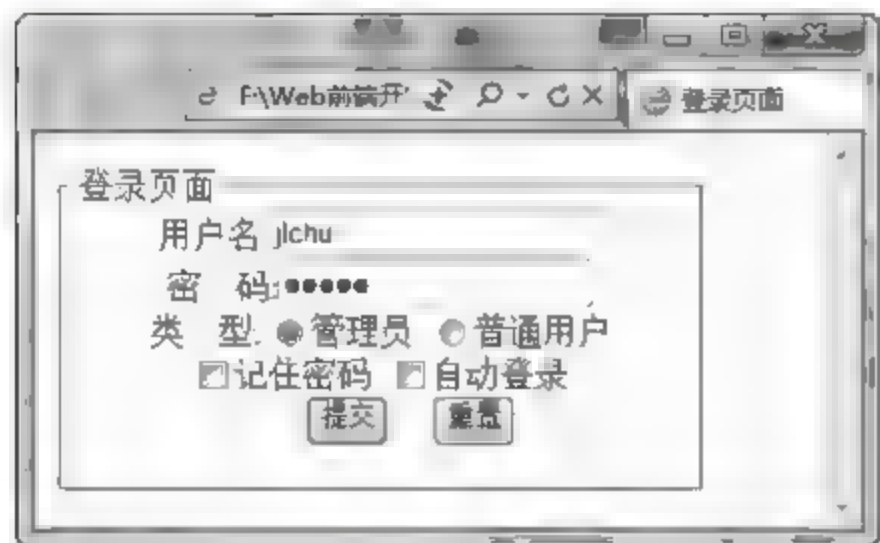 F:\Web前端开 登录页面
登录页面
用户名 jlchu
密 码:●●●●●
类 型: 管理员 普通用户
记住密码 自动登录
提交 重置